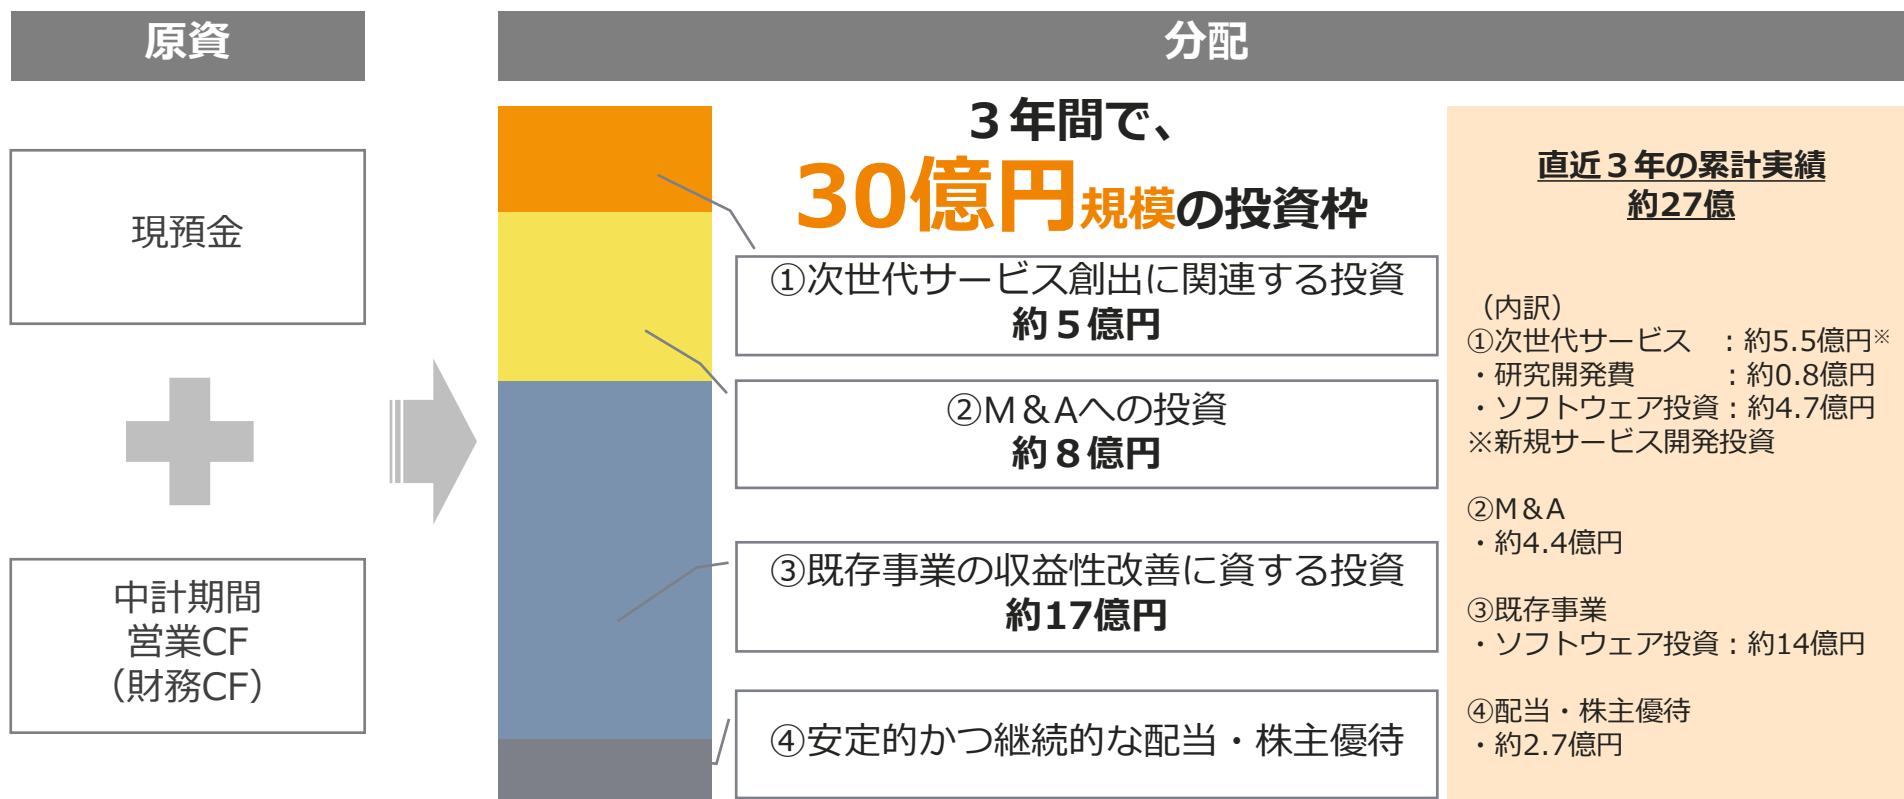 原資
分配
現預金
中計期間
営業CF
(財務CF)
3年間で、
30億円規模の投資枠
①次世代サービス創出に関連する投資
約5億円
②M&Aへの投資
約8億円
③既存事業の収益性改善に資する投資
約17億円
④安定的かつ継続的な配当・株主優待
直近3年の累計実績
約27億
(内訳)
①次世代サービス :約5.5億円※
・研究開発費 :約0.8億円
・ソフトウェア投資:約4.7億円
※新規サービス開発投資
②M&A
・約4.4億円
③既存事業
・ソフトウェア投資:約14億円
④配当・株主優待
・約2.7億円